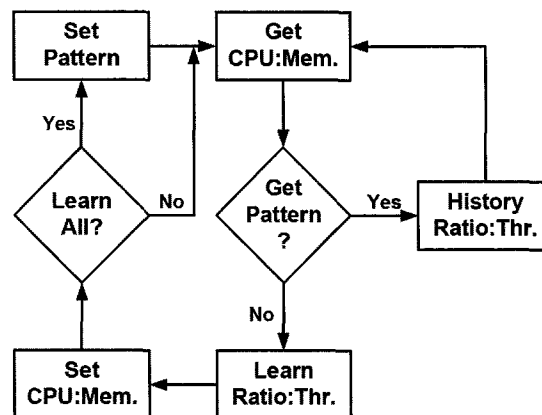 Set
Pattern
Get
CPU:Mem.
Yes
Learn
All?
No
Get
Pattern
?
Yes
History
Ratio:Thr.
No
Set
CPU:Mem.
Learn
Ratio:Thr.